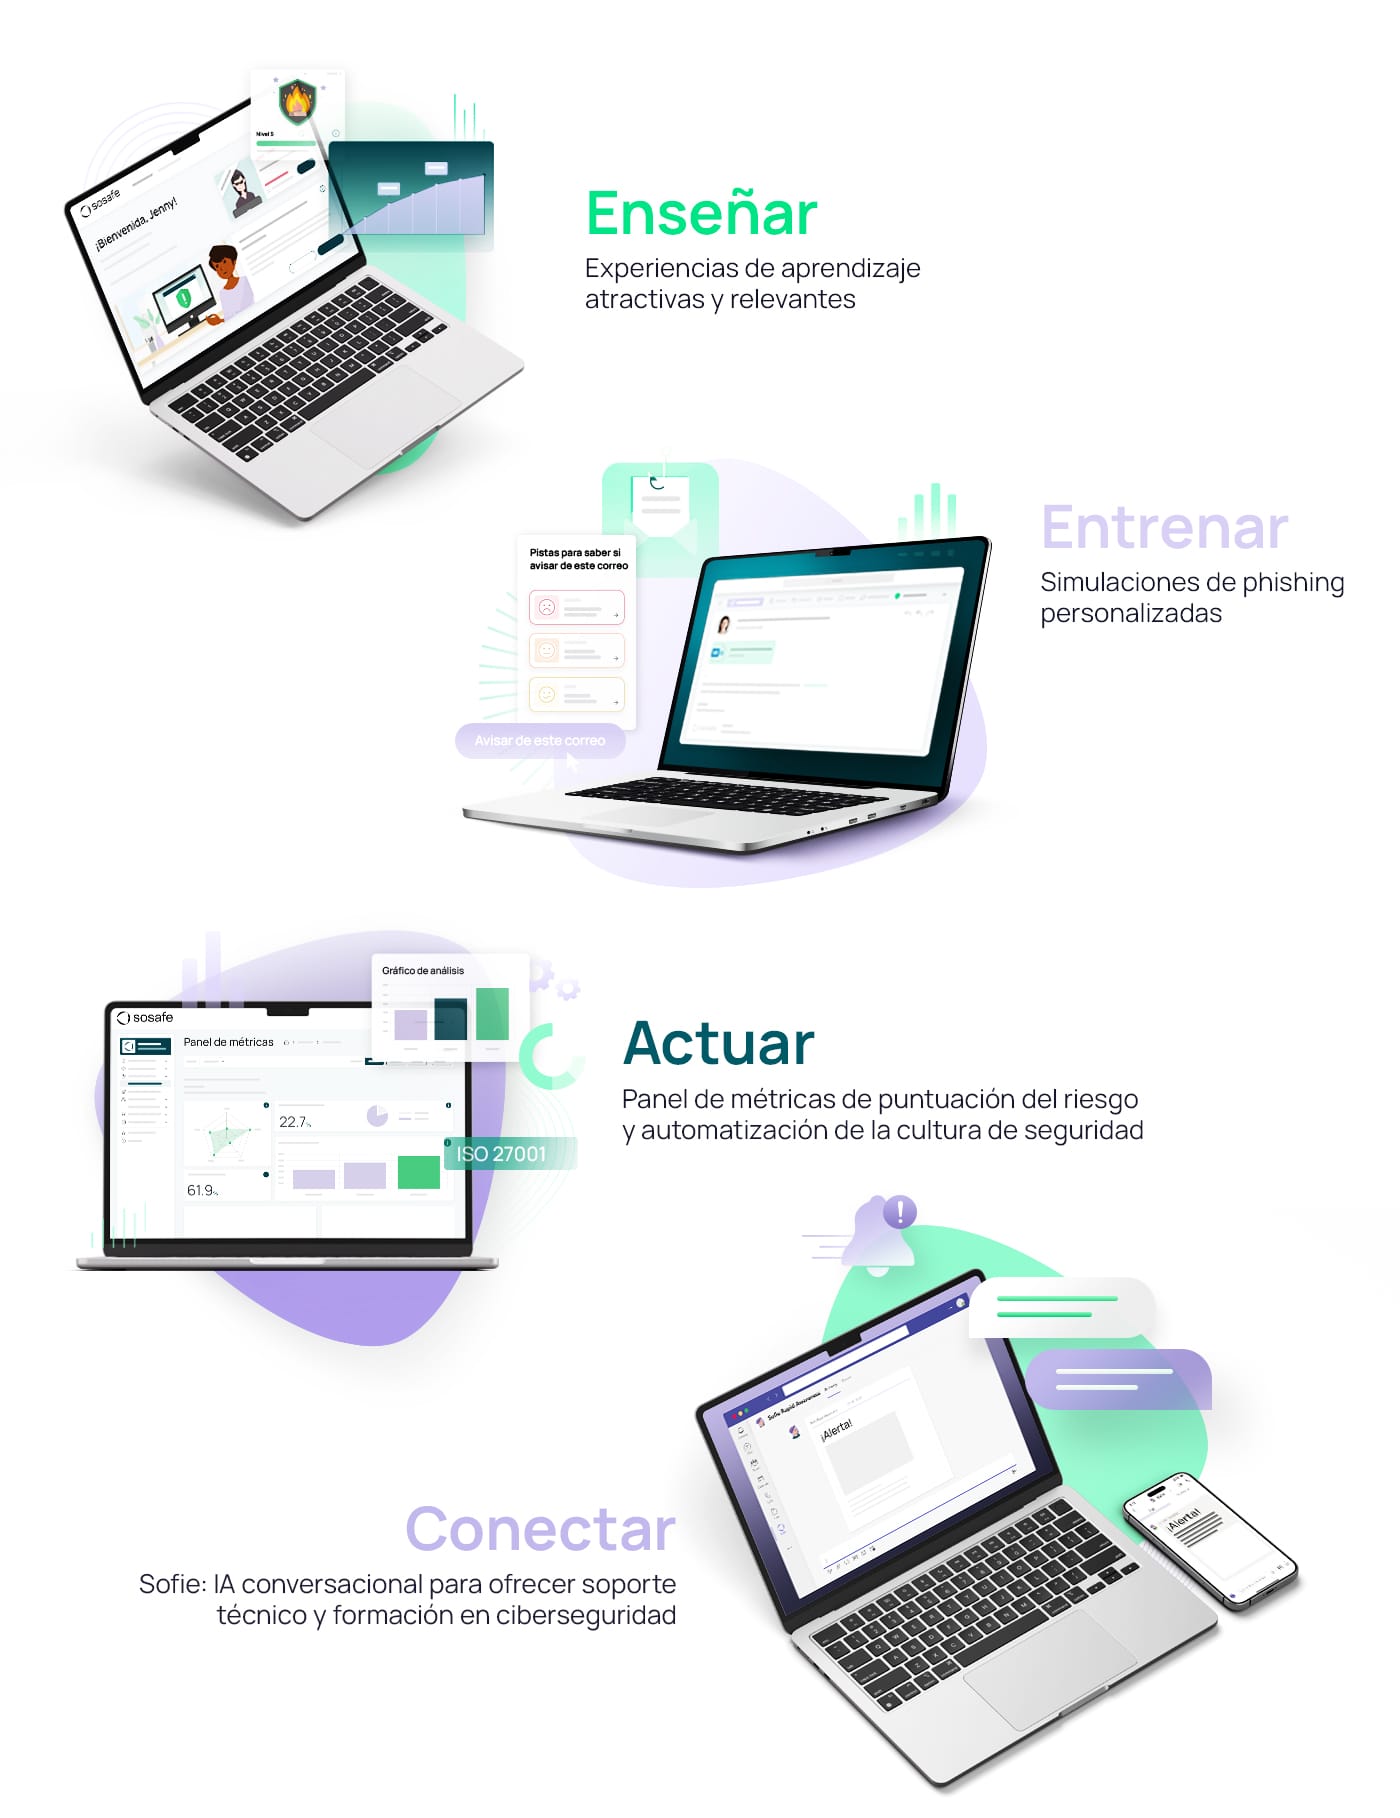 Nivel 5
sosafe
¡Bienvenida, Jenny!
Enseñar
Experiencias de aprendizaje
atractivas y relevantes
Pistas para saber si
avisar de este correo
Avisar de este correo
Entrenar
Simulaciones de phishing
personalizadas
Gráfico de análisis
sosafe
Panel de métricas
22.7%
61.9%
ISO 27001
Actuar
Panel de métricas de puntuación del riesgo
y automatización de la cultura de seguridad
Sofie Rapid Awareness
¡Alerta!
¡Alerta!
Conectar
Sofie: IA conversacional para ofrecer soporte
técnico y formación en ciberseguridad